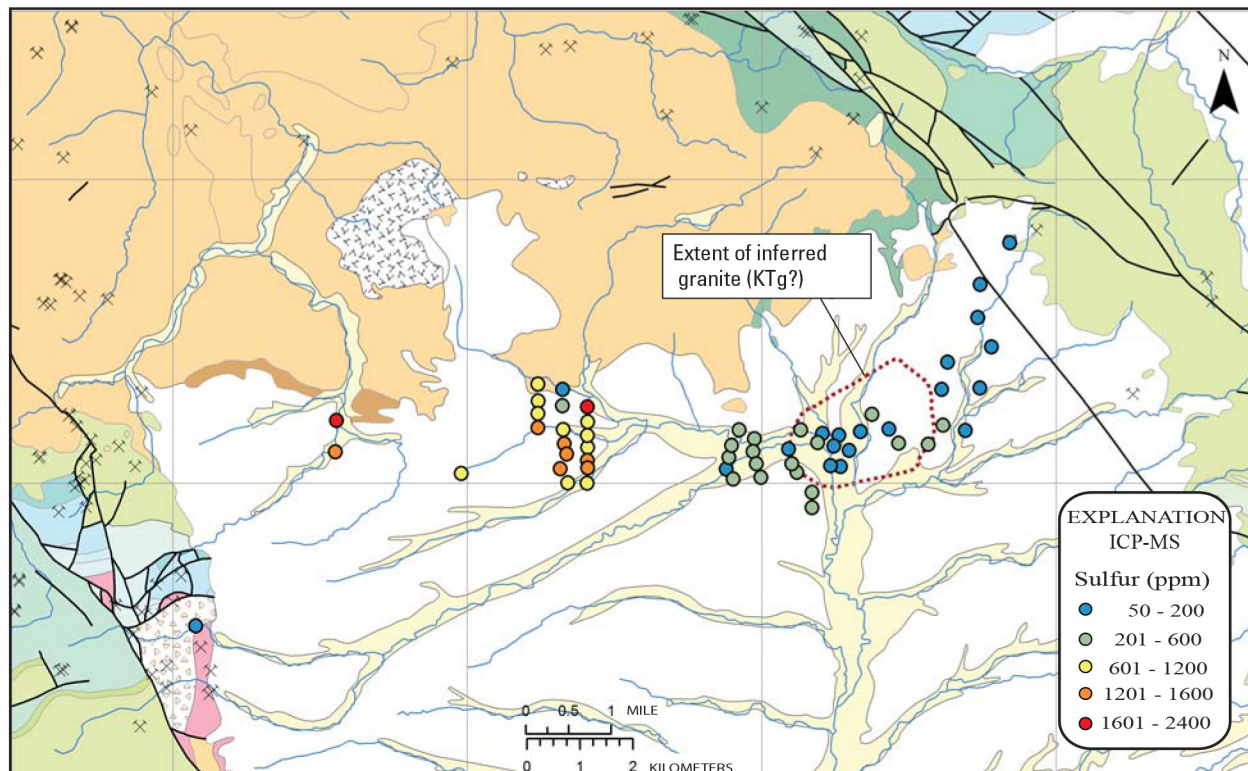 N
Extent of inferred
granite (KTg?)
EXPLANATION
ICP-MS
Sulfur (ppm)
50 - 200
201 - 600
601 - 1200
1201 - 1600
1601 - 2400
0 0.5 1 MILE
0 1 2 KILOMETERS